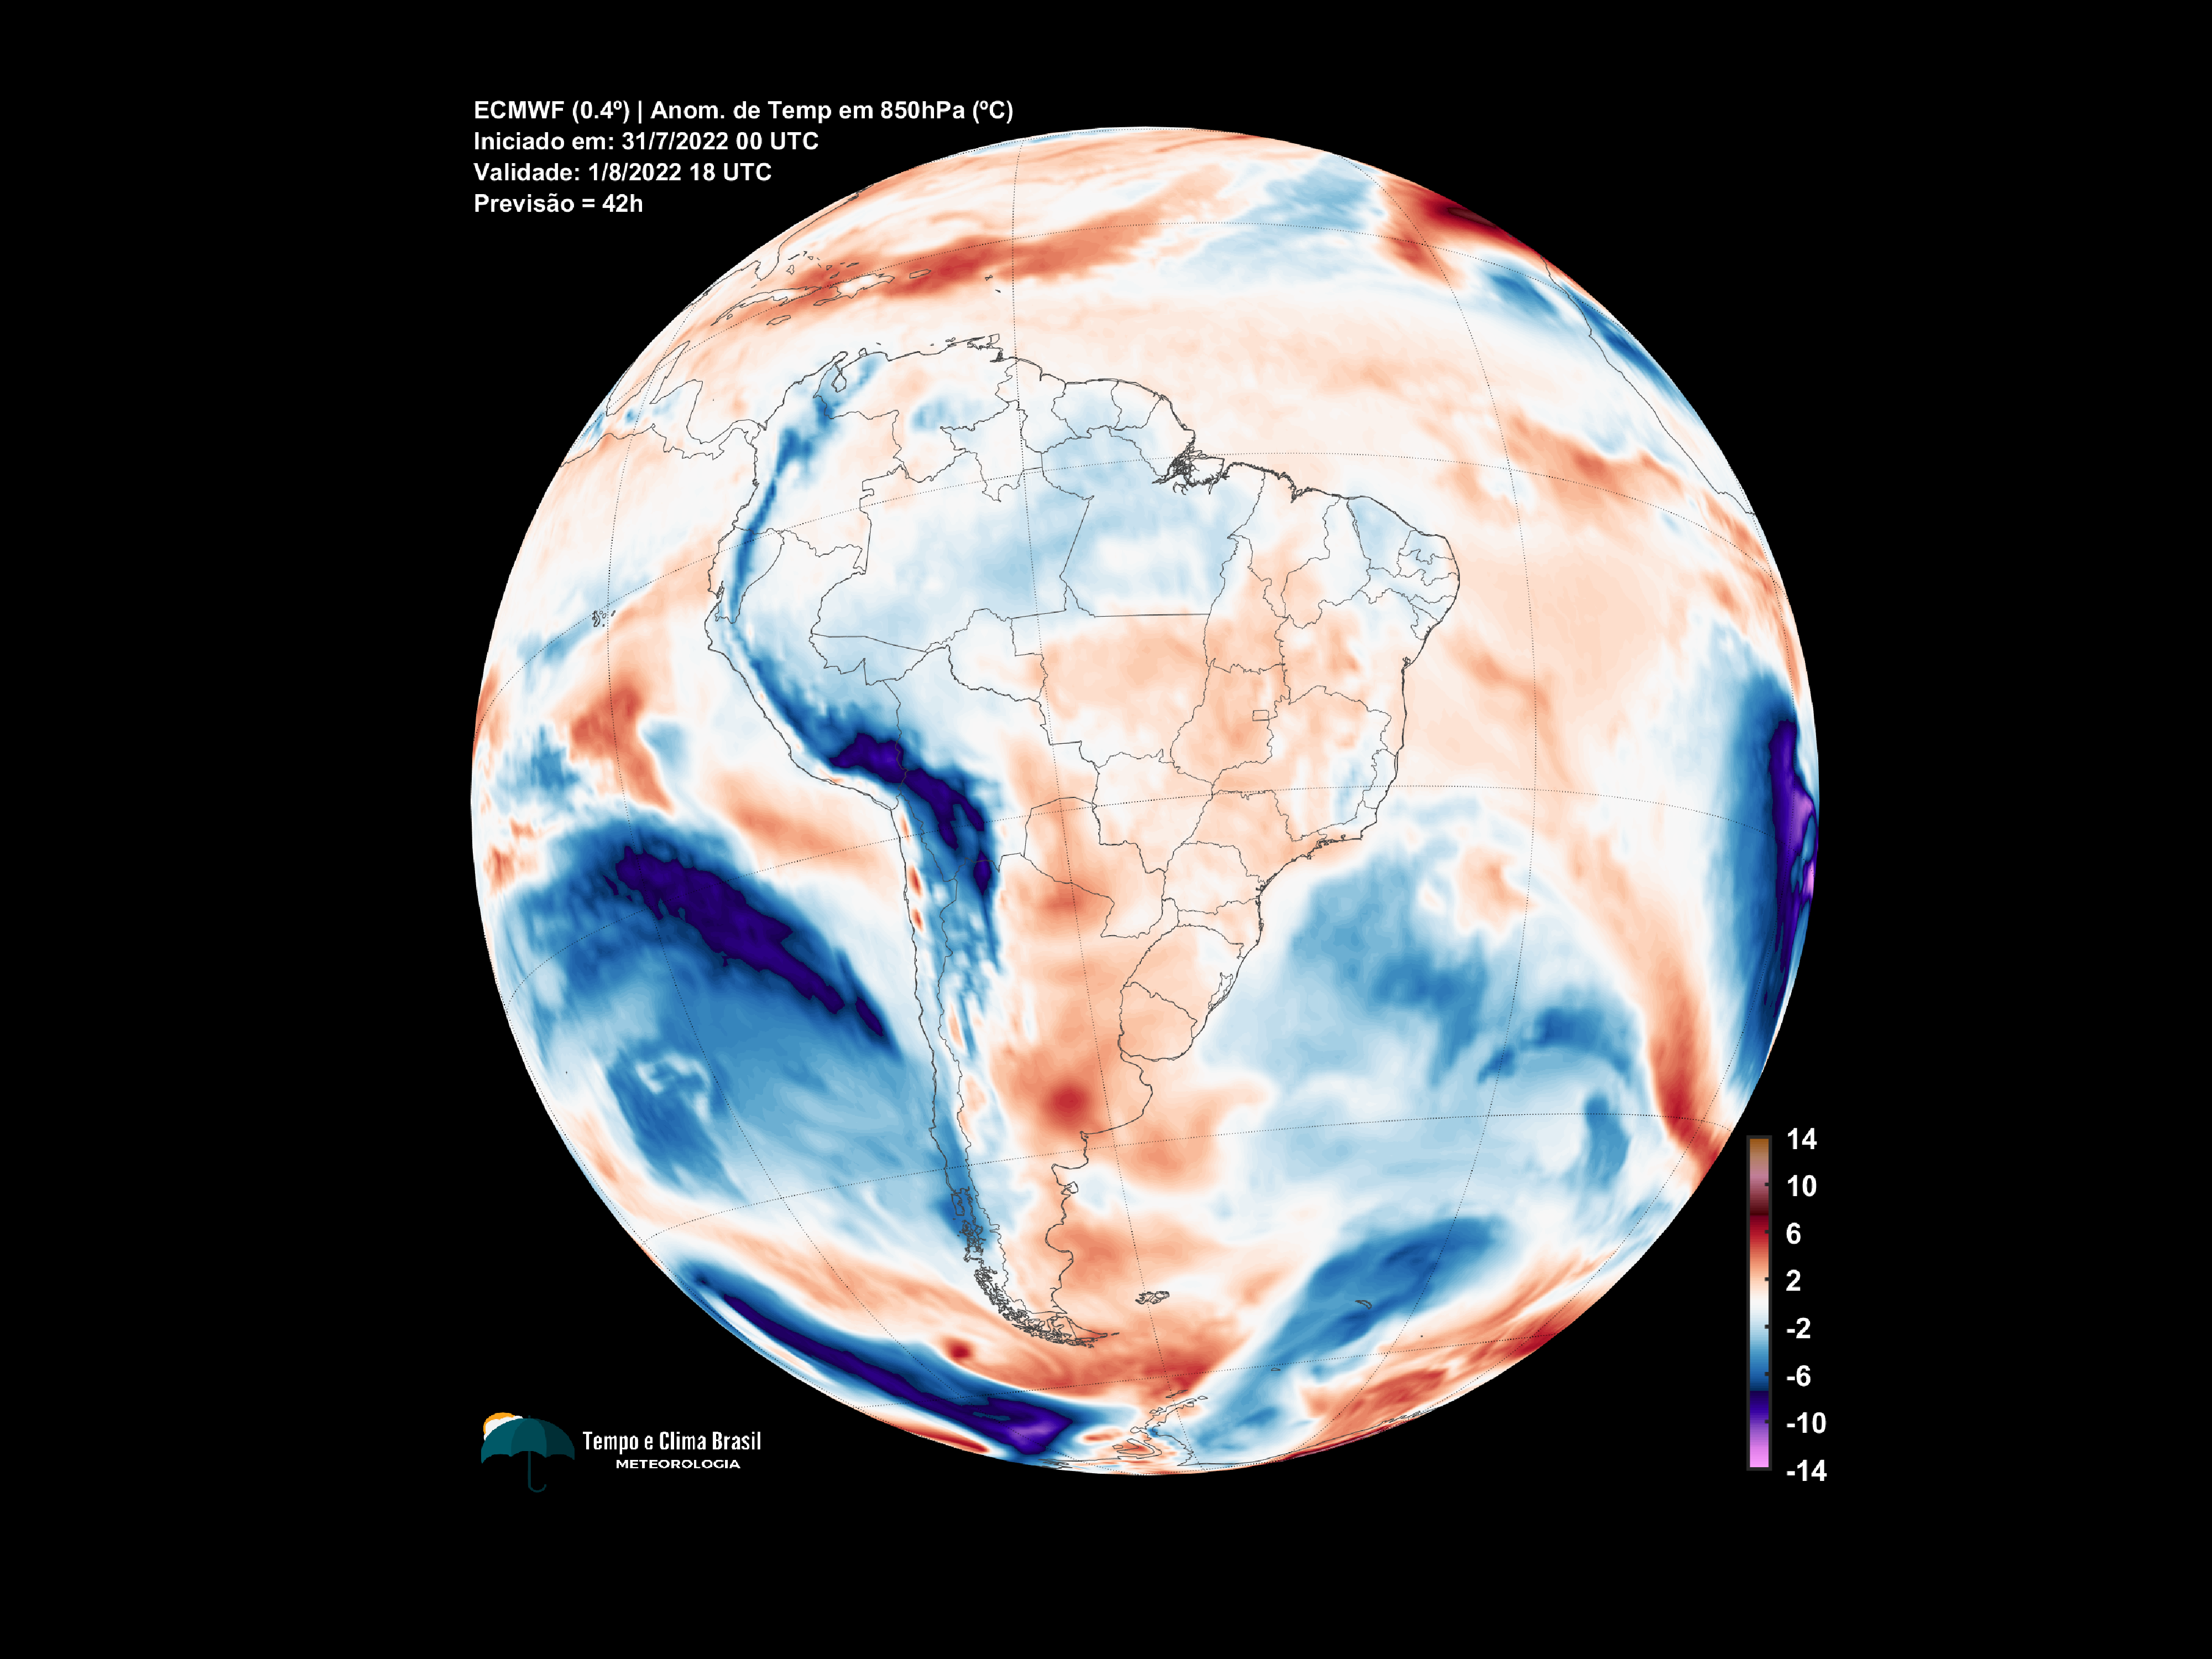 ECMWF (0.4º) | Anom. de Temp em 850hPa (ºC)
Iniciado em: 31/7/2022 00 UTC
Validade: 1/8/2022 18 UTC
Previsão = 42h
14
10
6
2
-2
-6
-10
-14
Tempo e Clima Brasil
METEOROLOGIA